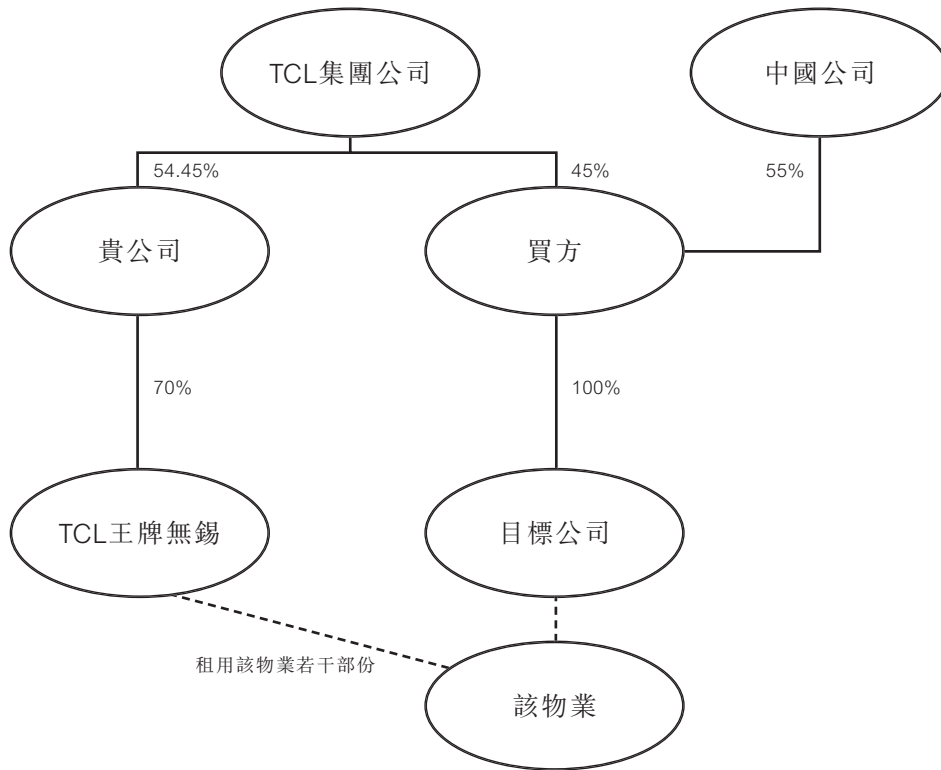 TCL集團公司
中國公司
54.45%
45%
55%
貴公司
買方
70%
100%
TCL王牌無錫
目標公司
租用該物業若干部份
該物業